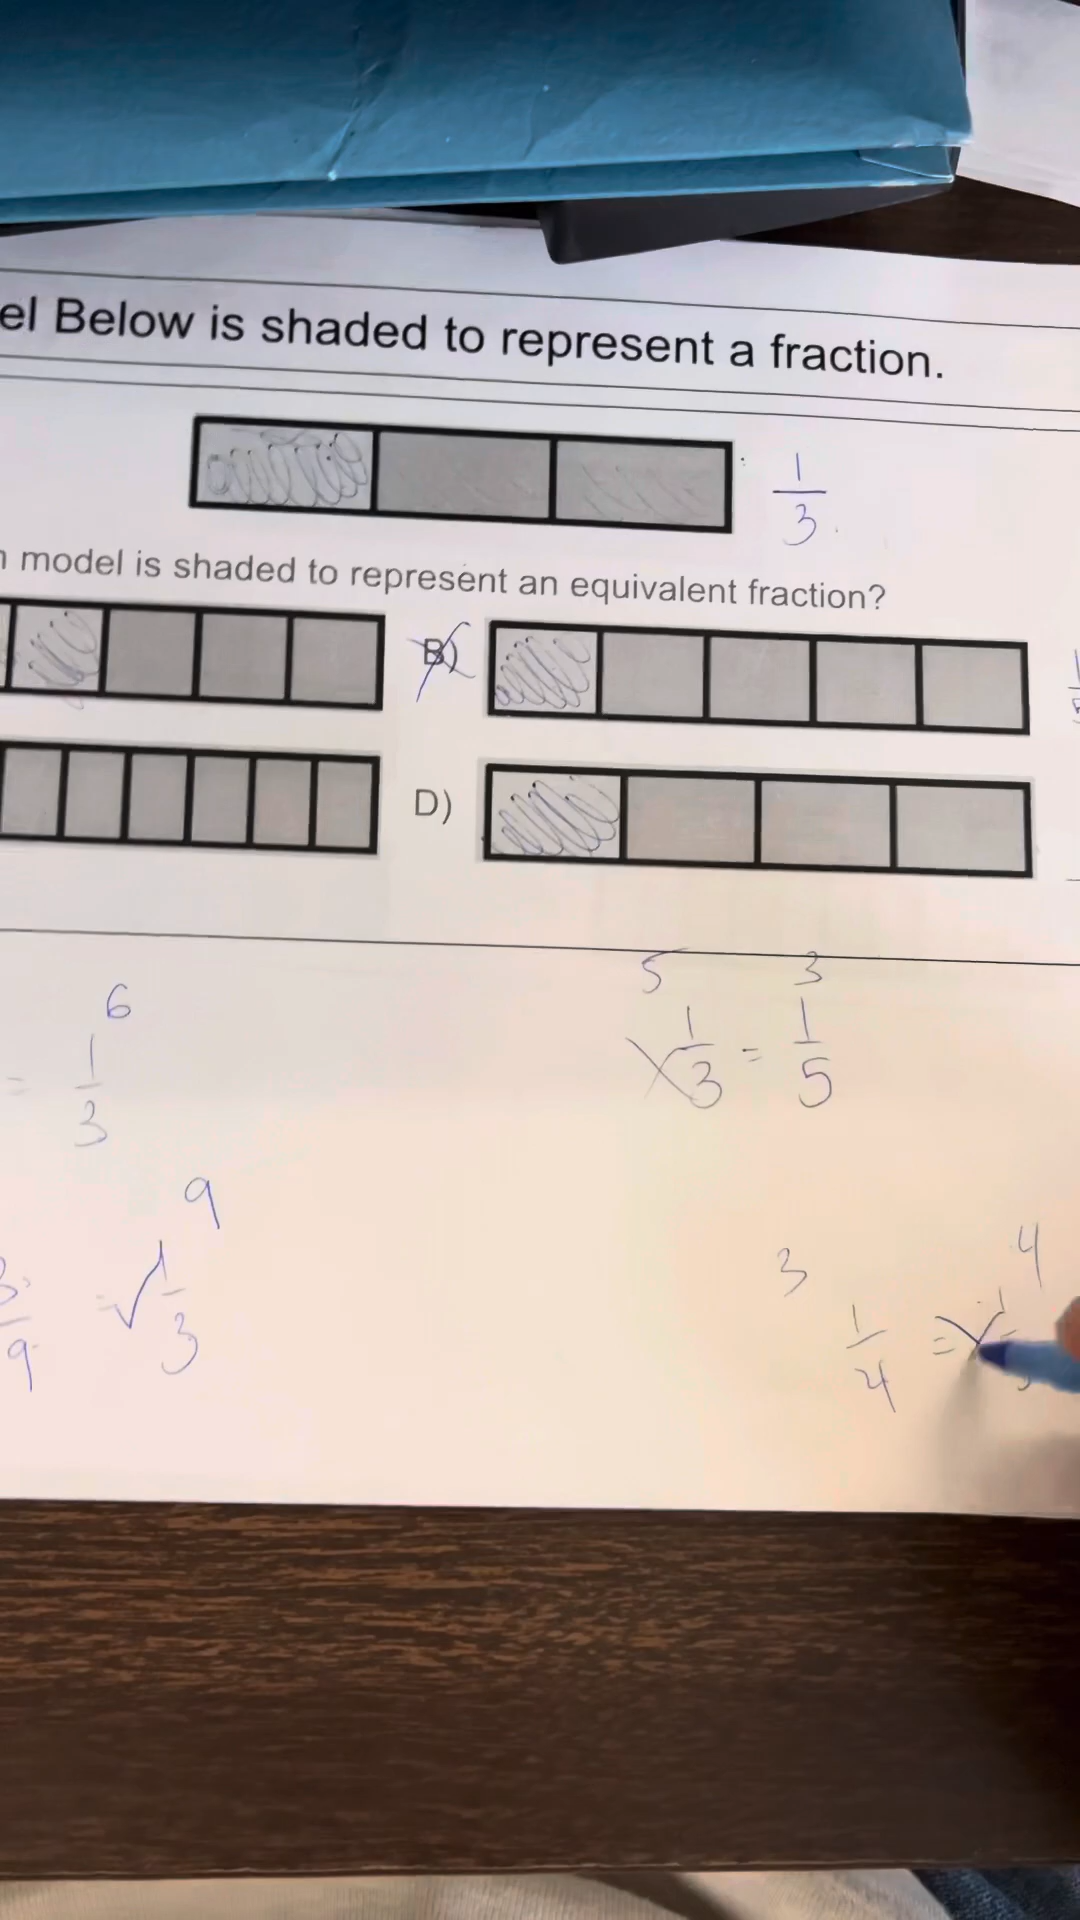 el Below is shaded to represent a fraction.
1
3
model is shaded to represent an equivalent fraction?
B)
D)
5 3
1/3 = 1/5
6
= 1/3
9
9 = 1/3
3 4
1/4 =